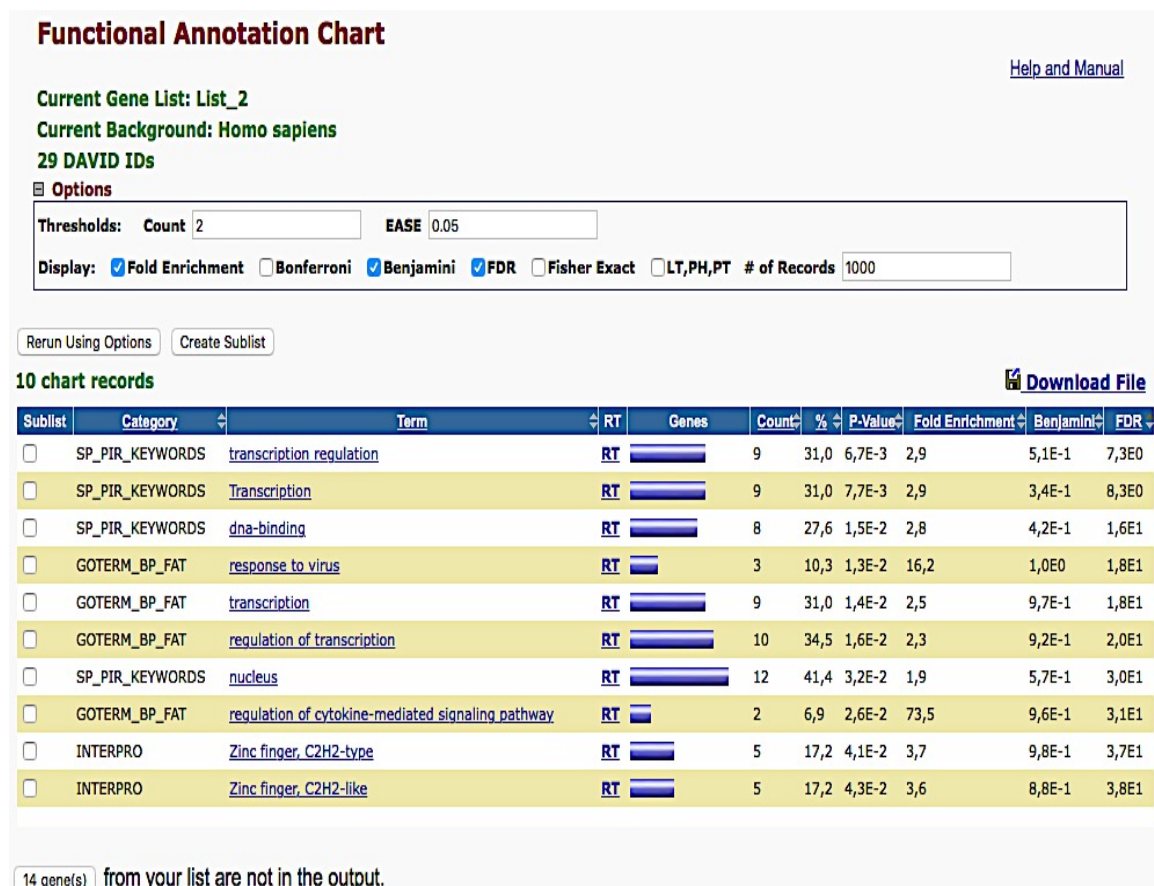 Functional Annotation Chart
Help and Manual
Current Gene List: List_2
Current Background: Homo sapiens
29 DAVID IDs
Options
Thresholds: Count 2 EASE 0.05
Display: Fold Enrichment Bonferroni Benjamini FDR Fisher Exact LT,PH,PT # of Records 1000
Rerun Using Options Create Sublist
10 chart records Download File
Sublist Category Term RT Genes Count % P-Value Fold Enrichment Benjamini FDR
SP_PIR_KEYWORDS transcription regulation RT 9 31,0 6,7E-3 2,9 5,1E-1 7,3E0
SP_PIR_KEYWORDS Transcription RT 9 31,0 7,7E-3 2,9 3,4E-1 8,3E0
SP_PIR_KEYWORDS dna-binding RT 8 27,6 1,5E-2 2,8 4,2E-1 1,6E1
GOTERM_BP_FAT response to virus RT 3 10,3 1,3E-2 16,2 1,0E0 1,8E1
GOTERM_BP_FAT transcription RT 9 31,0 1,4E-2 2,5 9,7E-1 1,8E1
GOTERM_BP_FAT regulation of transcription RT 10 34,5 1,6E-2 2,3 9,2E-1 2,0E1
SP_PIR_KEYWORDS nucleus RT 12 41,4 3,2E-2 1,9 5,7E-1 3,0E1
GOTERM_BP_FAT regulation of cytokine-mediated signaling pathway RT 2 6,9 2,6E-2 73,5 9,6E-1 3,1E1
INTERPRO Zinc finger, C2H2-type RT 5 17,2 4,1E-2 3,7 9,8E-1 3,7E1
INTERPRO Zinc finger, C2H2-like RT 5 17,2 4,3E-2 3,6 8,8E-1 3,8E1
14 gene(s) from your list are not in the output.